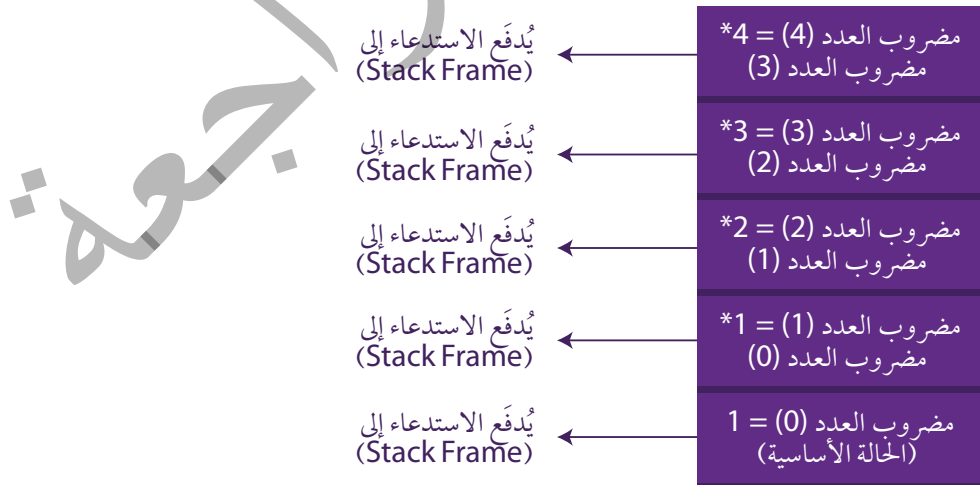 مضروب العدد (4) = 4*
مضروب العدد (3)
يُدفَع الاستدعاء إلى
(Stack Frame)
مضروب العدد (3) = 3*
مضروب العدد (2)
يُدفَع الاستدعاء إلى
(Stack Frame)
مضروب العدد (2) = 2*
مضروب العدد (1)
يُدفَع الاستدعاء إلى
(Stack Frame)
مضروب العدد (1) = 1*
مضروب العدد (0)
يُدفَع الاستدعاء إلى
(Stack Frame)
مضروب العدد (0) = 1
(الحالة الأساسية)
يُدفَع الاستدعاء إلى
(Stack Frame)